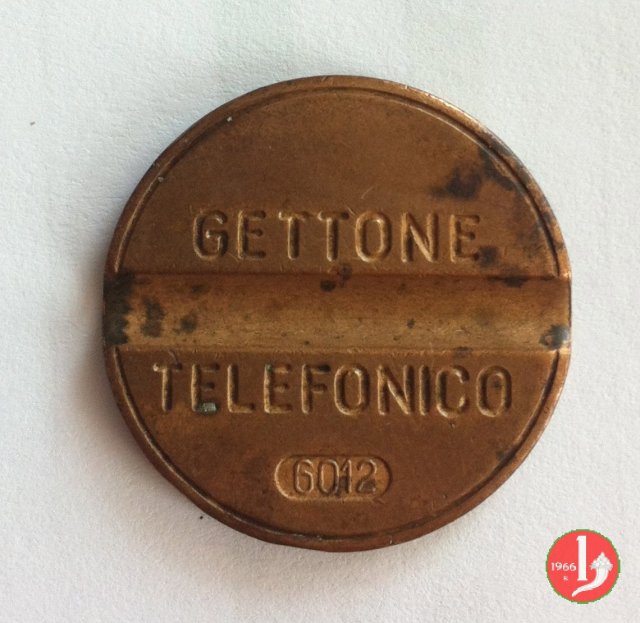 GETTONE
TELEFONICO
6012
1966
R